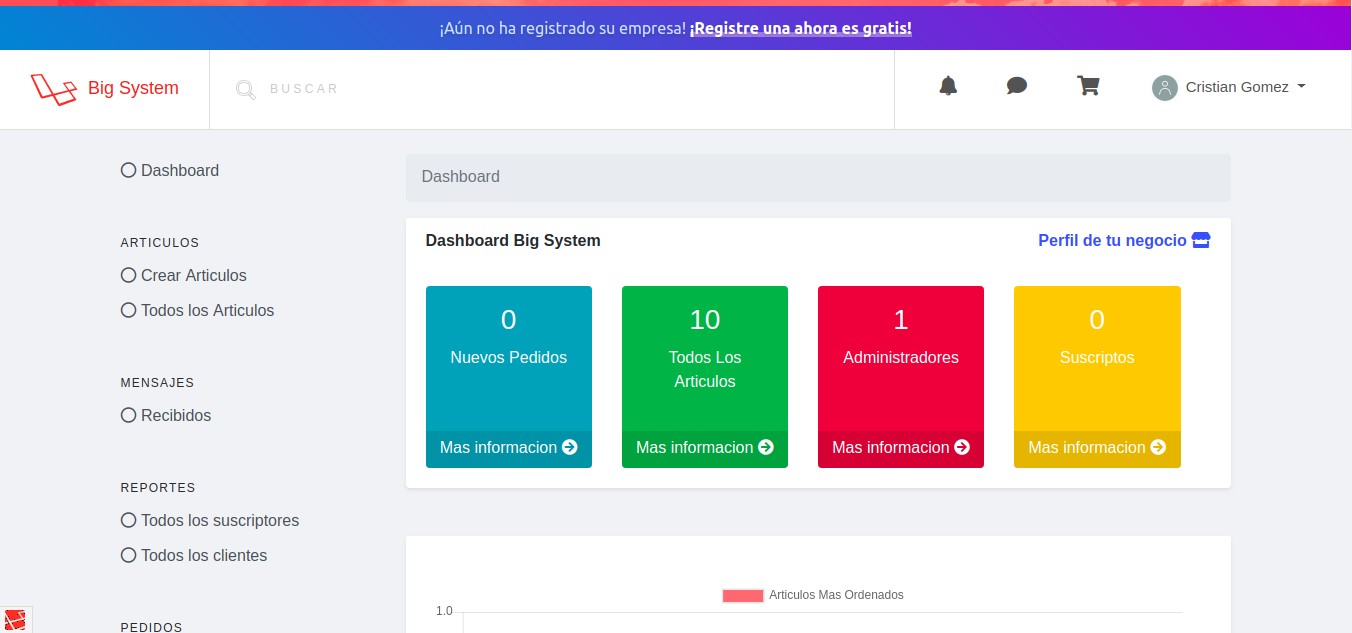 ¡Aún no ha registrado su empresa! ¡Registre una ahora es gratis!
Big System
BUSCAR
Cristian Gomez
Dashboard
ARTICULOS
Crear Articulos
Todos los Articulos
MENSAJES
Recibidos
REPORTES
Todos los suscriptores
Todos los clientes
PEDIDOS
Dashboard
Dashboard Big System
Perfil de tu negocio
0
Nuevos Pedidos
Mas informacion
10
Todos Los
Articulos
Mas informacion
1
Administradores
Mas informacion
0
Suscriptos
Mas informacion
Articulos Mas Ordenados
1.0